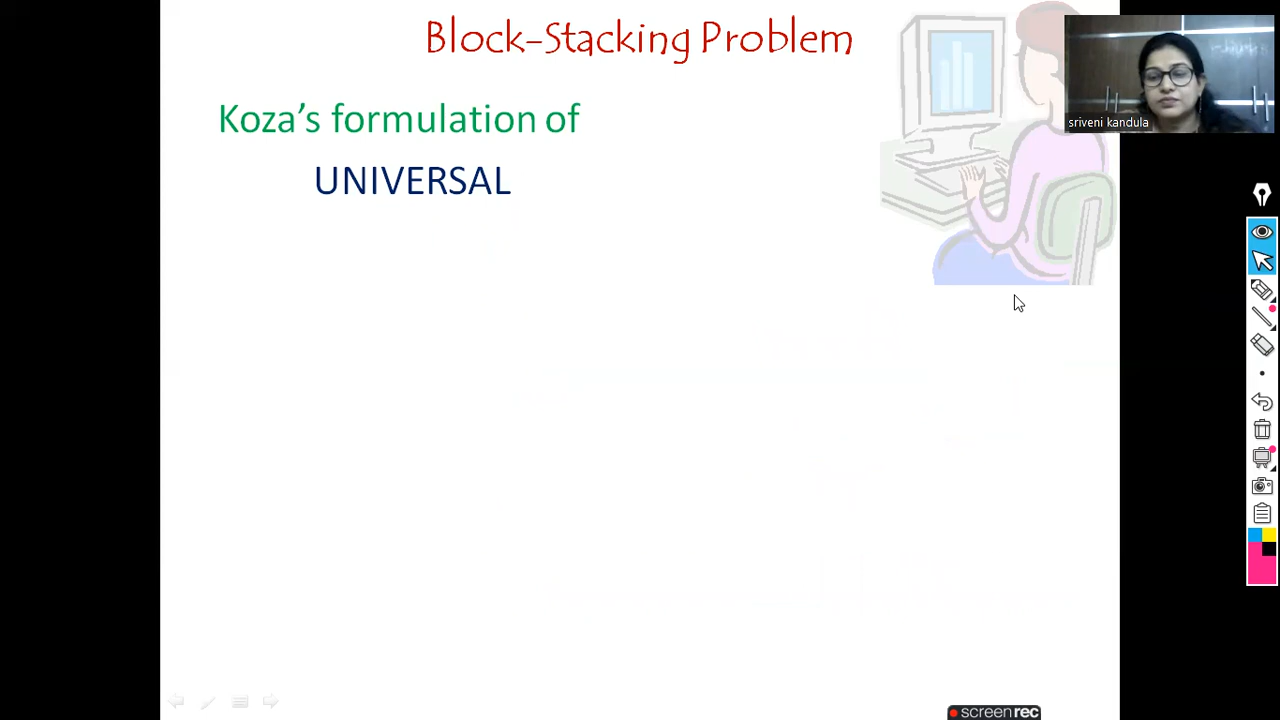 Block-Stacking Problem
Koza's formulation of
UNIVERSAL
sriveni kandula
screenrec